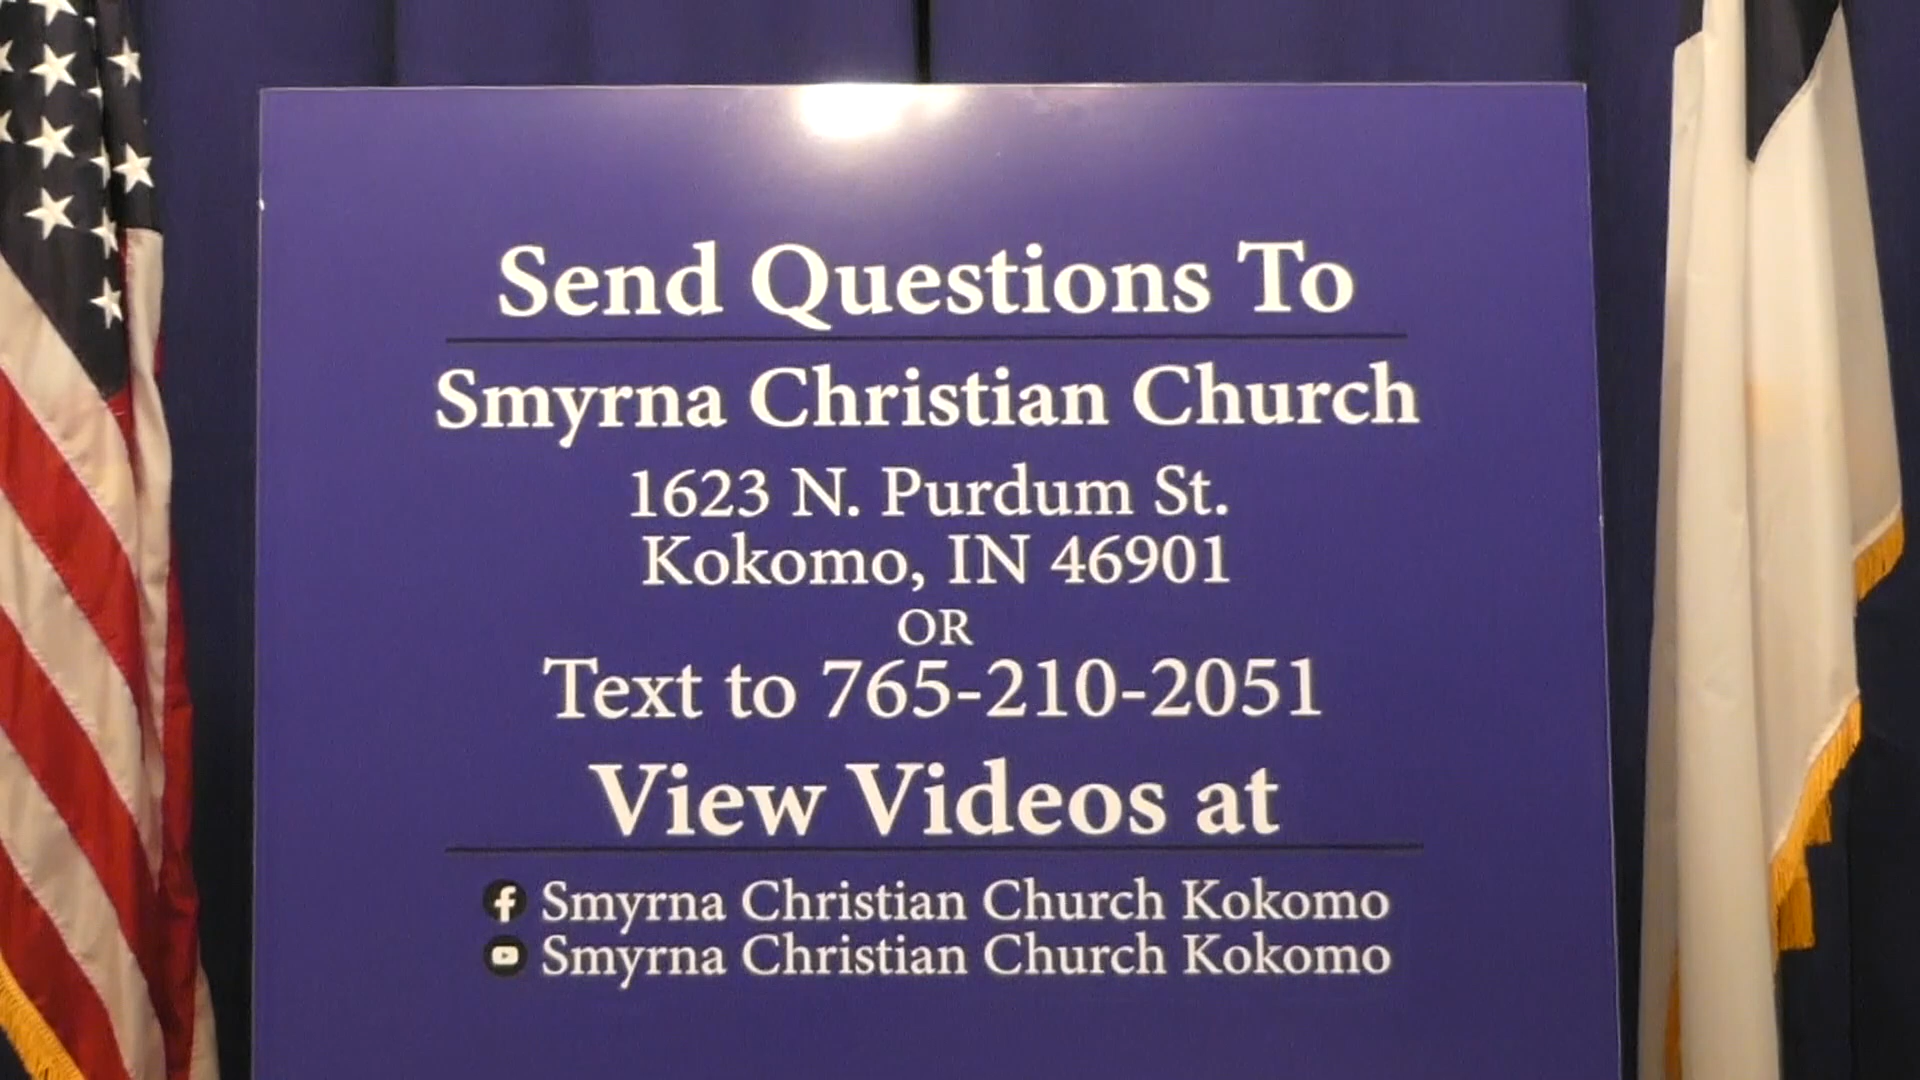 Send Questions To
Smyrna Christian Church
1623 N. Purdum St.
Kokomo, IN 46901
OR
Text to 765-210-2051
View Videos at
Smyrna Christian Church Kokomo
Smyrna Christian Church Kokomo